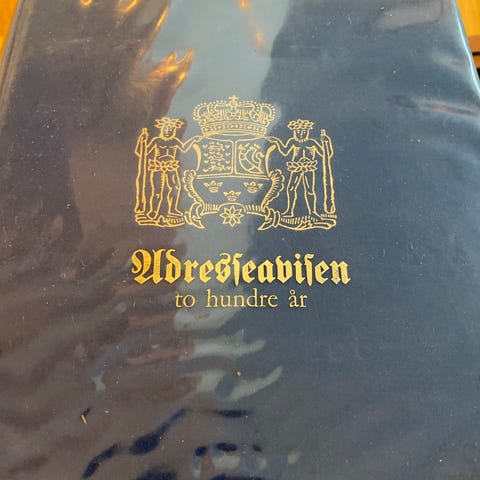 Adresſeaviſen
to hundre år